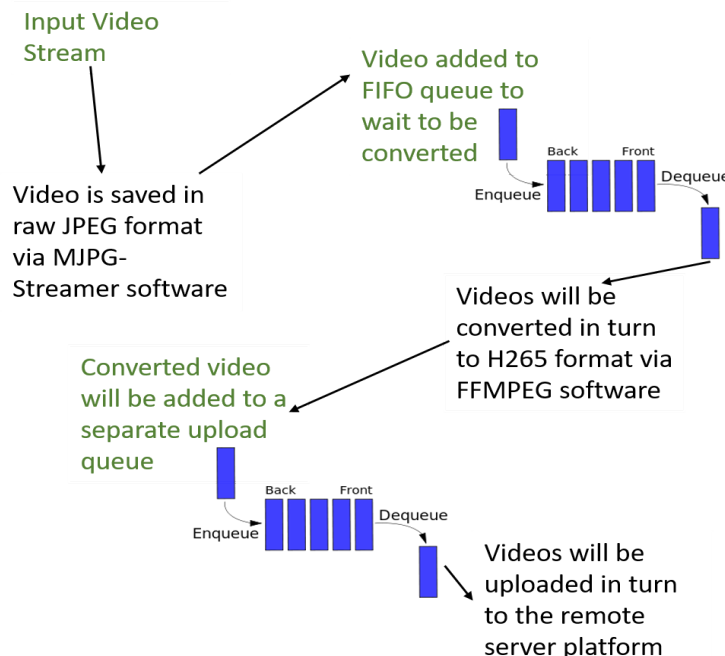 Input Video
Stream
Video added to
FIFO queue to
wait to be
converted
Back Front
Enqueue
Dequeue
Video is saved in
raw JPEG format
via MJPG-
Streamer software
Videos will be
converted in turn
to H265 format via
FFMPEG software
Converted video
will be added to a
separate upload
queue
Back Front
Enqueue
Dequeue
Videos will be
uploaded in turn
to the remote
server platform